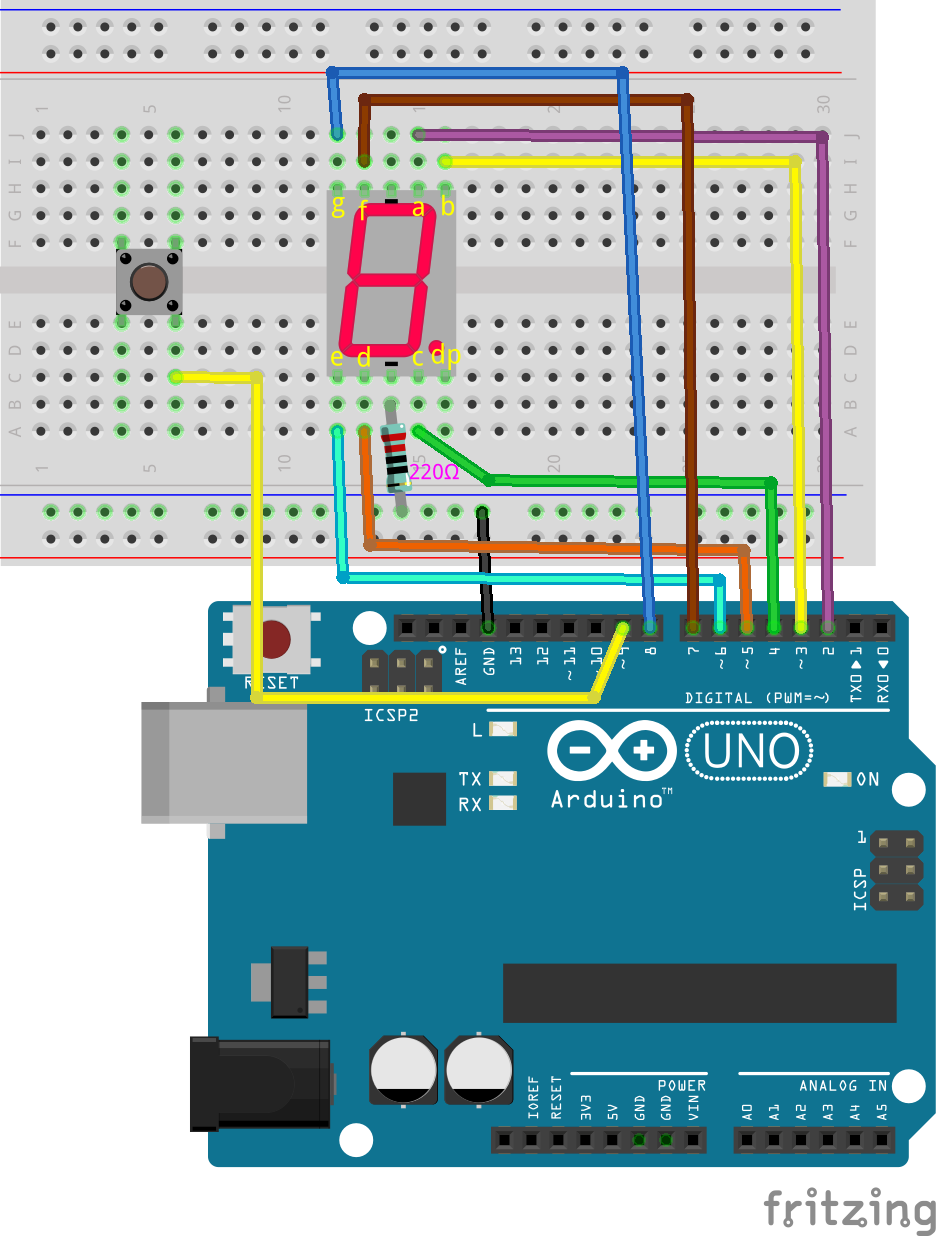 1 5 10 15 20 25 30
J J
I I
H H
G G
F F
g f a b
E E
D D
e d c dp
C C
B B
A A
1 5 10 15 20 25 30
220Ω
RESET
AREF GND 13 12 ~11 ~10 ~9 8 7 ~6 ~5 4 ~3 2 TXD▶1 RXD◀0
DIGITAL (PWM=~)
ICSP2
L
TX
RX
UNO
ON
Arduino™
1
ICSP
IOREF RESET 3V3 5V GND GND VIN
POWER
ANALOG IN
A0 A1 A2 A3 A4 A5
fritzing